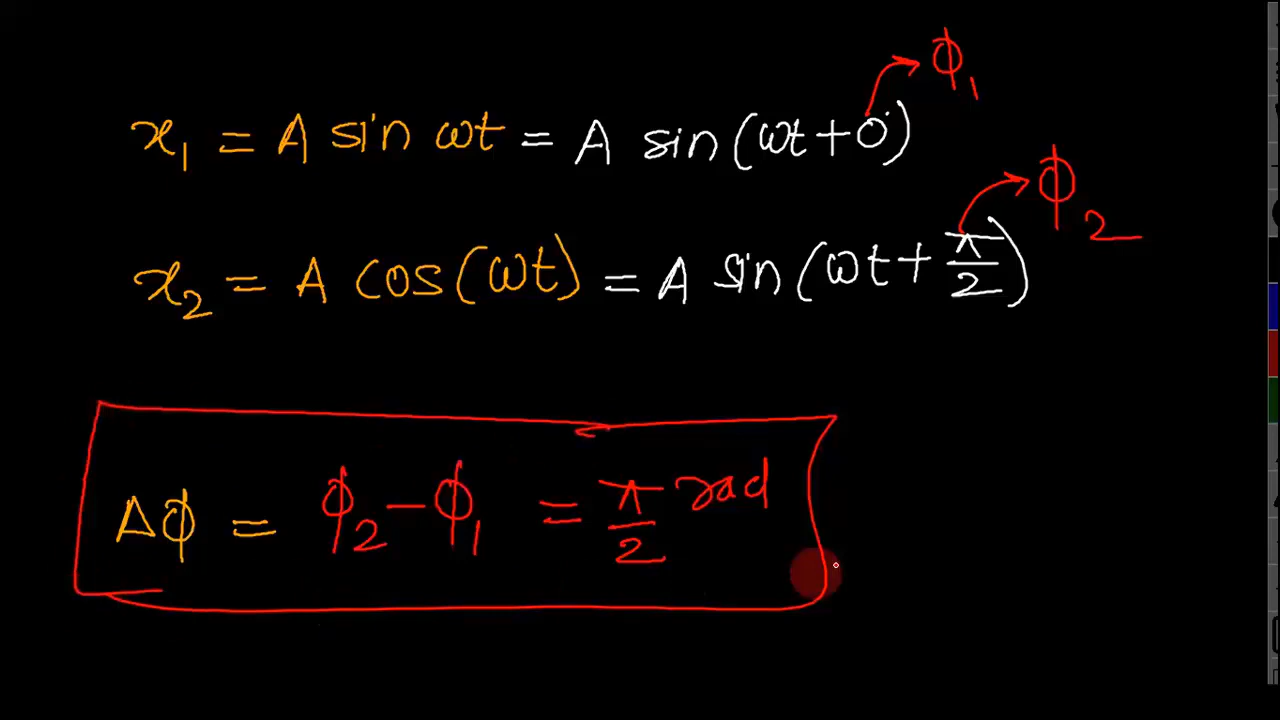 ϕ₁
x₁ = A sin ωt = A sin(ωt+0°)
ϕ₂
x₂ = A cos(ωt) = A sin(ωt+π/2)
Δϕ = ϕ₂−ϕ₁ = π/2 rad